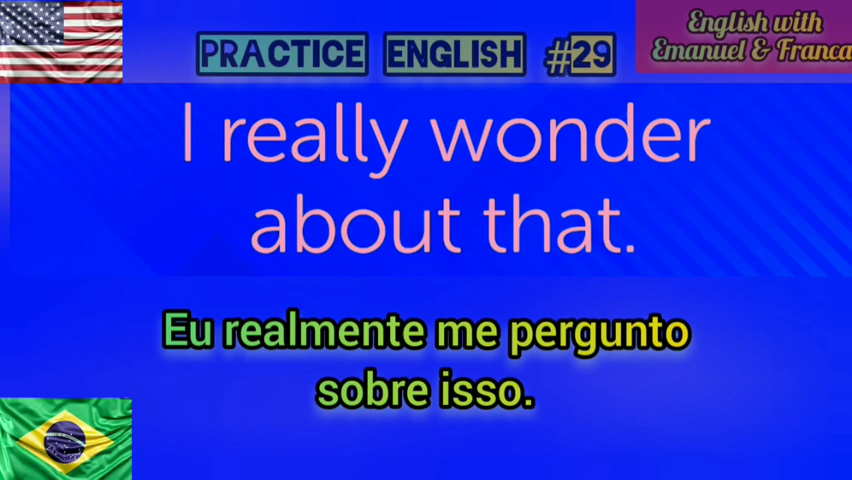 PRACTICE ENGLISH #29
English with
Emanuel & Franca
I really wonder
about that.
Eu realmente me pergunto
sobre isso.